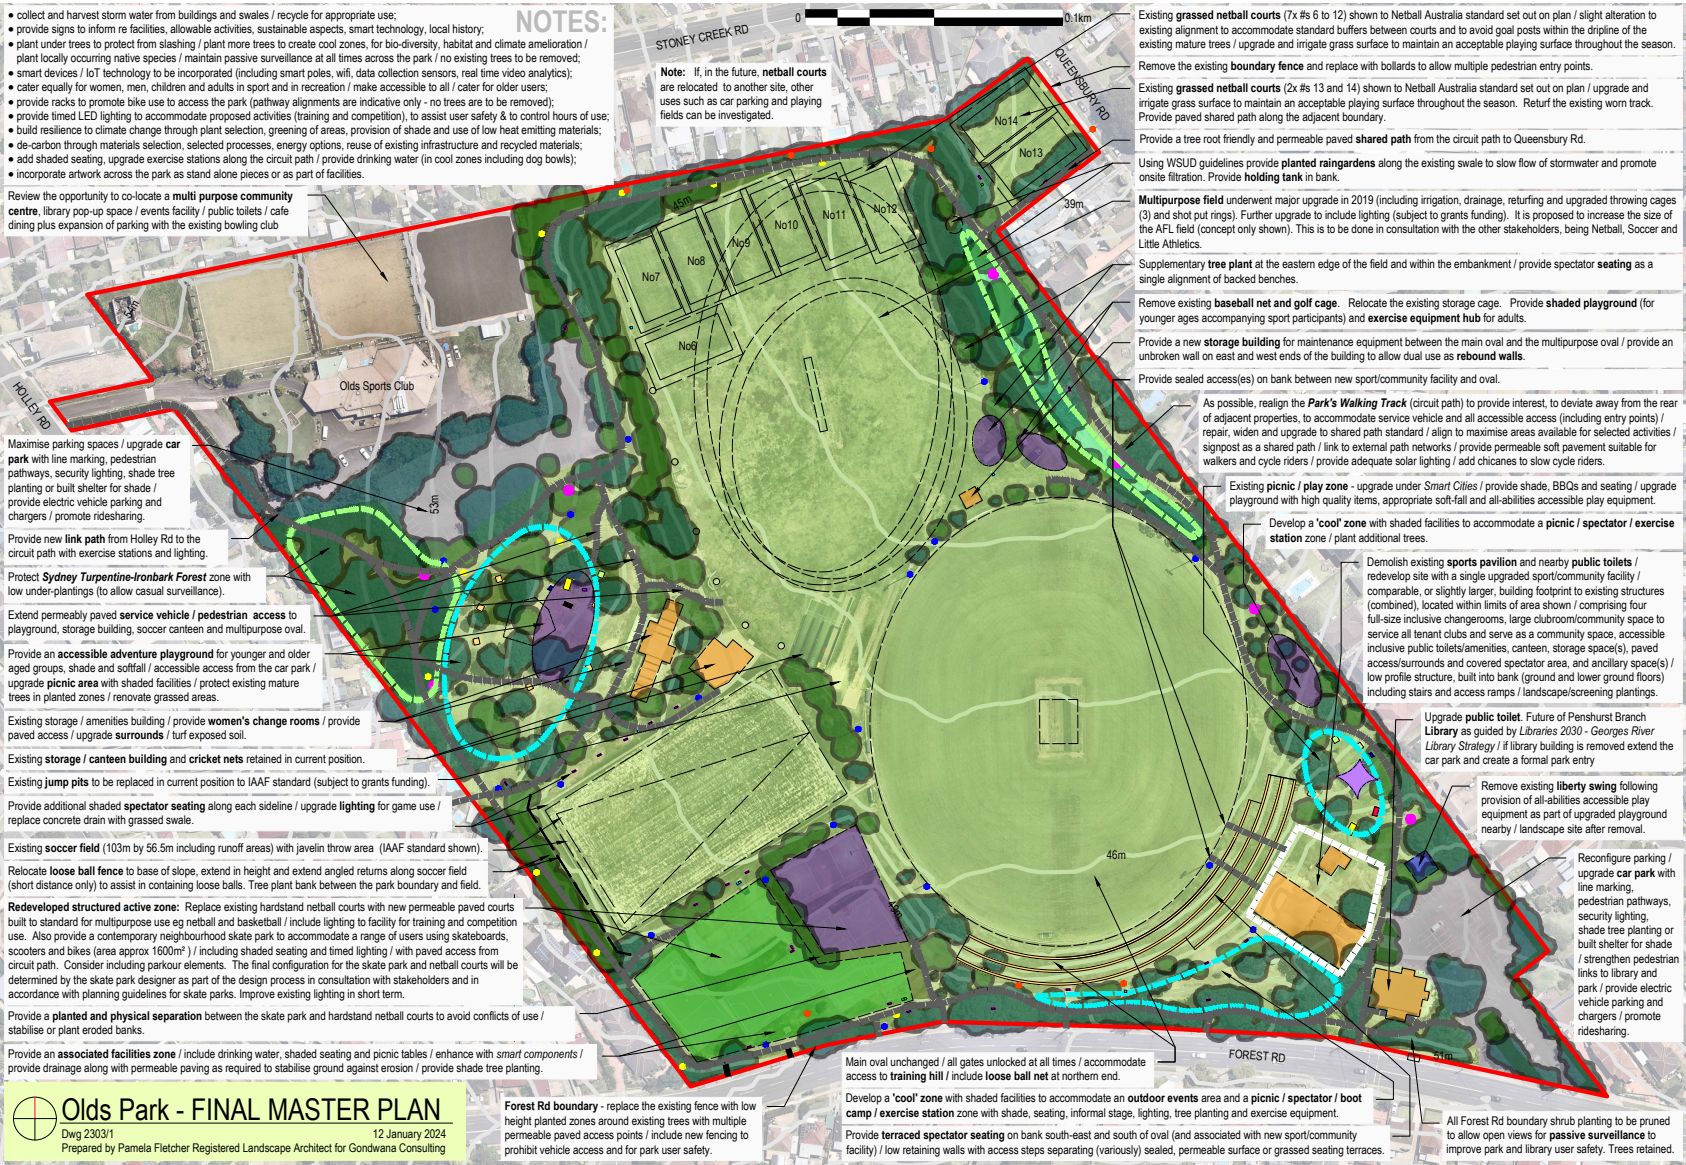 NOTES:
• collect and harvest storm water from buildings and swales / recycle for appropriate use;
• provide signs to inform re facilities, allowable activities, sustainable aspects, smart technology, local history;
• plant under trees to protect from slashing / plant more trees to create cool zones, for bio-diversity, habitat and climate amelioration /
plant locally occurring native species / maintain passive surveillance at all times across the park / no existing trees to be removed;
• smart devices / IoT technology to be incorporated (including smart poles, wifi, data collection sensors, real time video analytics);
• cater equally for women, men, children and adults in sport and in recreation / make accessible to all / cater for older users;
• provide racks to promote bike use to access the park (pathway alignments are indicative only - no trees are to be removed);
• provide timed LED lighting to accommodate proposed activities (training and competition), to assist user safety & to control hours of use;
• build resilience to climate change through plant selection, greening of areas, provision of shade and use of low heat emitting materials;
• de-carbon through materials selection, selected processes, energy options, reuse of existing infrastructure and recycled materials;
• add shaded seating, upgrade exercise stations along the circuit path / provide drinking water (in cool zones including dog bowls);
• incorporate artwork across the park as stand alone pieces or as part of facilities.
Review the opportunity to co-locate a multi purpose community
centre, library pop-up space / events facility / public toilets / cafe
dining plus expansion of parking with the existing bowling club
0
0.1km
STONEY CREEK RD
QUEENSBURY RD
Note: If, in the future, netball courts
are relocated to another site, other
uses such as car parking and playing
fields can be investigated.
No14
No13
No12
No11
No10
No9
No8
No7
No6
45m
39m
54m
53m
46m
51m
Olds Sports Club
HOLLEY RD
FOREST RD
Maximise parking spaces / upgrade car
park with line marking, pedestrian
pathways, security lighting, shade tree
planting or built shelter for shade /
provide electric vehicle parking and
chargers / promote ridesharing.
Provide new link path from Holley Rd to the
circuit path with exercise stations and lighting.
Protect Sydney Turpentine-Ironbark Forest zone with
low under-plantings (to allow casual surveillance).
Extend permeably paved service vehicle / pedestrian access to
playground, storage building, soccer canteen and multipurpose oval.
Provide an accessible adventure playground for younger and older
aged groups, shade and softfall / accessible access from the car park /
upgrade picnic area with shaded facilities / protect existing mature
trees in planted zones / renovate grassed areas.
Existing storage / amenities building / provide women's change rooms / provide
paved access / upgrade surrounds / turf exposed soil.
Existing storage / canteen building and cricket nets retained in current position.
Existing jump pits to be replaced in current position to IAAF standard (subject to grants funding).
Provide additional shaded spectator seating along each sideline / upgrade lighting for game use /
replace concrete drain with grassed swale.
Existing soccer field (103m by 56.5m including runoff areas) with javelin throw area (IAAF standard shown).
Relocate loose ball fence to base of slope, extend in height and extend angled returns along soccer field
(short distance only) to assist in containing loose balls. Tree plant bank between the park boundary and field.
Redeveloped structured active zone: Replace existing hardstand netball courts with new permeable paved courts
built to standard for multipurpose use eg netball and basketball / include lighting to facility for training and competition
use. Also provide a contemporary neighbourhood skate park to accommodate a range of users using skateboards,
scooters and bikes (area approx 1600m² ) / including shaded seating and timed lighting / with paved access from
circuit path. Consider including parkour elements. The final configuration for the skate park and netball courts will be
determined by the skate park designer as part of the design process in consultation with stakeholders and in
accordance with planning guidelines for skate parks. Improve existing lighting in short term.
Provide a planted and physical separation between the skate park and hardstand netball courts to avoid conflicts of use /
stabilise or plant eroded banks.
Provide an associated facilities zone / include drinking water, shaded seating and picnic tables / enhance with smart components /
provide drainage along with permeable paving as required to stabilise ground against erosion / provide shade tree planting.
Olds Park - FINAL MASTER PLAN
Dwg 2303/1 12 January 2024
Prepared by Pamela Fletcher Registered Landscape Architect for Gondwana Consulting
Forest Rd boundary - replace the existing fence with low
height planted zones around existing trees with multiple
permeable paved access points / include new fencing to
prohibit vehicle access and for park user safety.
Main oval unchanged / all gates unlocked at all times / accommodate
access to training hill / include loose ball net at northern end.
Develop a 'cool' zone with shaded facilities to accommodate an outdoor events area and a picnic / spectator / boot
camp / exercise station zone with shade, seating, informal stage, lighting, tree planting and exercise equipment.
Provide terraced spectator seating on bank south-east and south of oval (and associated with new sport/community
facility) / low retaining walls with access steps separating (variously) sealed, permeable surface or grassed seating terraces.
Existing grassed netball courts (7x #s 6 to 12) shown to Netball Australia standard set out on plan / slight alteration to
existing alignment to accommodate standard buffers between courts and to avoid goal posts within the dripline of the
existing mature trees / upgrade and irrigate grass surface to maintain an acceptable playing surface throughout the season.
Remove the existing boundary fence and replace with bollards to allow multiple pedestrian entry points.
Existing grassed netball courts (2x #s 13 and 14) shown to Netball Australia standard set out on plan / upgrade and
irrigate grass surface to maintain an acceptable playing surface throughout the season. Returf the existing worn track.
Provide paved shared path along the adjacent boundary.
Provide a tree root friendly and permeable paved shared path from the circuit path to Queensbury Rd.
Using WSUD guidelines provide planted raingardens along the existing swale to slow flow of stormwater and promote
onsite filtration. Provide holding tank in bank.
Multipurpose field underwent major upgrade in 2019 (including irrigation, drainage, returfing and upgraded throwing cages
(3) and shot put rings). Further upgrade to include lighting (subject to grants funding). It is proposed to increase the size of
the AFL field (concept only shown). This is to be done in consultation with the other stakeholders, being Netball, Soccer and
Little Athletics.
Supplementary tree plant at the eastern edge of the field and within the embankment / provide spectator seating as a
single alignment of backed benches.
Remove existing baseball net and golf cage. Relocate the existing storage cage. Provide shaded playground (for
younger ages accompanying sport participants) and exercise equipment hub for adults.
Provide a new storage building for maintenance equipment between the main oval and the multipurpose oval / provide an
unbroken wall on east and west ends of the building to allow dual use as rebound walls.
Provide sealed access(es) on bank between new sport/community facility and oval.
As possible, realign the Park's Walking Track (circuit path) to provide interest, to deviate away from the rear
of adjacent properties, to accommodate service vehicle and all accessible access (including entry points) /
repair, widen and upgrade to shared path standard / align to maximise areas available for selected activities /
signpost as a shared path / link to external path networks / provide permeable soft pavement suitable for
walkers and cycle riders / provide adequate solar lighting / add chicanes to slow cycle riders.
Existing picnic / play zone - upgrade under Smart Cities / provide shade, BBQs and seating / upgrade
playground with high quality items, appropriate soft-fall and all-abilities accessible play equipment.
Develop a 'cool' zone with shaded facilities to accommodate a picnic / spectator / exercise
station zone / plant additional trees.
Demolish existing sports pavilion and nearby public toilets /
redevelop site with a single upgraded sport/community facility /
comparable, or slightly larger, building footprint to existing structures
(combined), located within limits of area shown / comprising four
full-size inclusive changerooms, large clubroom/community space to
service all tenant clubs and serve as a community space, accessible
inclusive public toilets/amenities, canteen, storage space(s), paved
access/surrounds and covered spectator area, and ancillary space(s) /
low profile structure, built into bank (ground and lower ground floors)
including stairs and access ramps / landscape/screening plantings.
Upgrade public toilet. Future of Penshurst Branch
Library as guided by Libraries 2030 - Georges River
Library Strategy / if library building is removed extend the
car park and create a formal park entry
Remove existing liberty swing following
provision of all-abilities accessible play
equipment as part of upgraded playground
nearby / landscape site after removal.
Reconfigure parking /
upgrade car park with
line marking,
pedestrian pathways,
security lighting,
shade tree planting or
built shelter for shade
/ strengthen pedestrian
links to library and
park / provide electric
vehicle parking and
chargers / promote
ridesharing.
All Forest Rd boundary shrub planting to be pruned
to allow open views for passive surveillance to
improve park and library user safety. Trees retained.